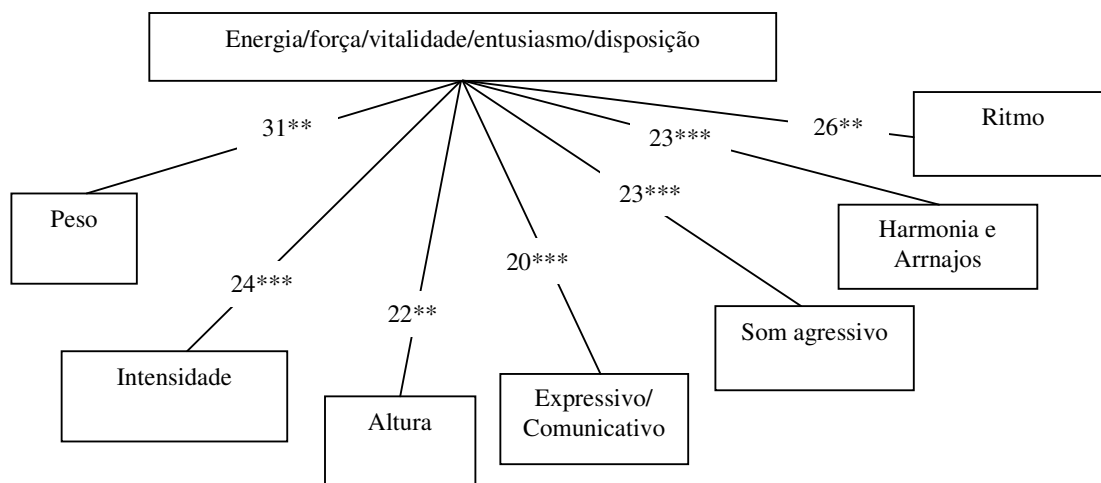 Energia/força/vitalidade/entusiasmo/disposição
31**
26**
Ritmo
23***
23***
Peso
Harmonia e
Arrnajos
24***
20***
22**
Som agressivo
Intensidade
Expressivo/
Comunicativo
Altura